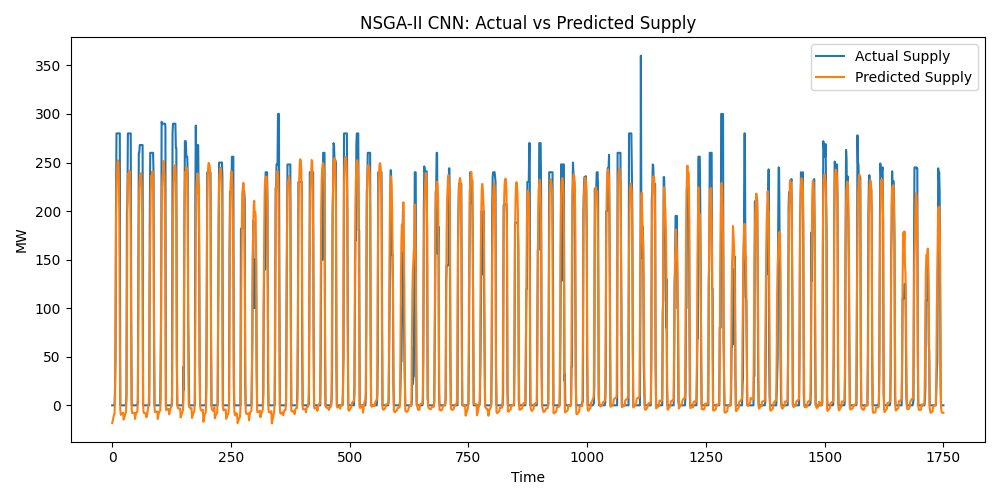 NSGA-II CNN: Actual vs Predicted Supply
Actual Supply
Predicted Supply
MW
350
300
250
200
150
100
50
0
0 250 500 750 1000 1250 1500 1750
Time